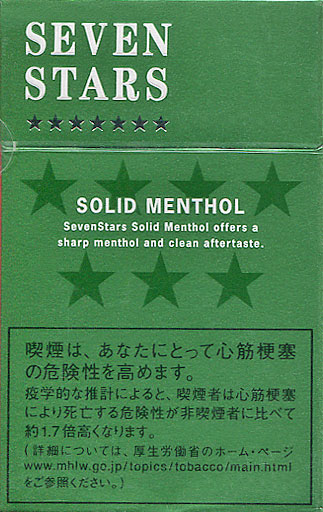 SEVEN
STARS
SOLID MENTHOL
SevenStars Solid Menthol offers a
sharp menthol and clean aftertaste.
喫煙は、あなたにとって心筋梗塞
の危険性を高めます。
疫学的な推計によると、喫煙者は心筋梗塞
により死亡する危険性が非喫煙者に比べて
約1.7倍高くなります。
(詳細については、厚生労働省のホーム・ページ
www.mhlw.go.jp/topics/tobacco/main.html
をご参照ください。)